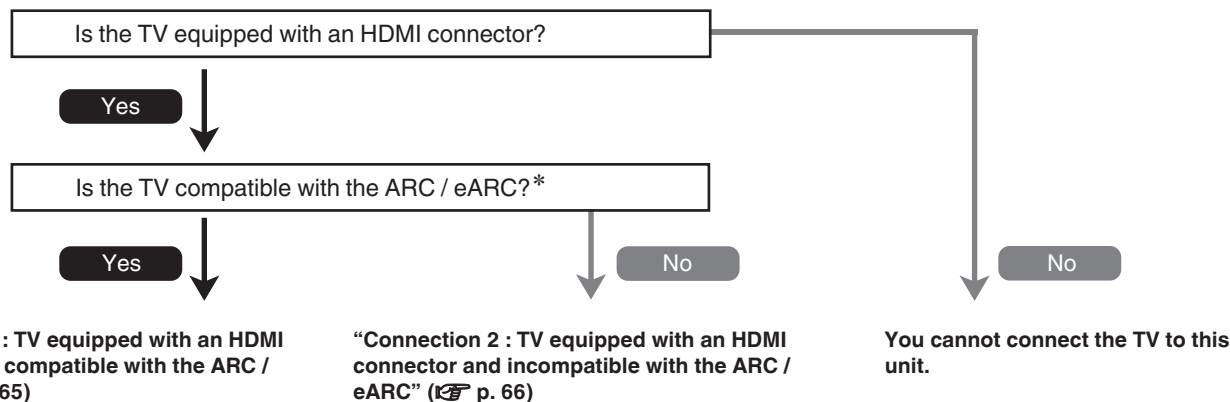 Is the TV equipped with an HDMI connector?
Yes
Is the TV compatible with the ARC / eARC?*
Yes
No
No
: TV equipped with an HDMI
compatible with the ARC /
65)
“Connection 2 : TV equipped with an HDMI
connector and incompatible with the ARC /
eARC” (☞ p. 66)
You cannot connect the TV to this
unit.